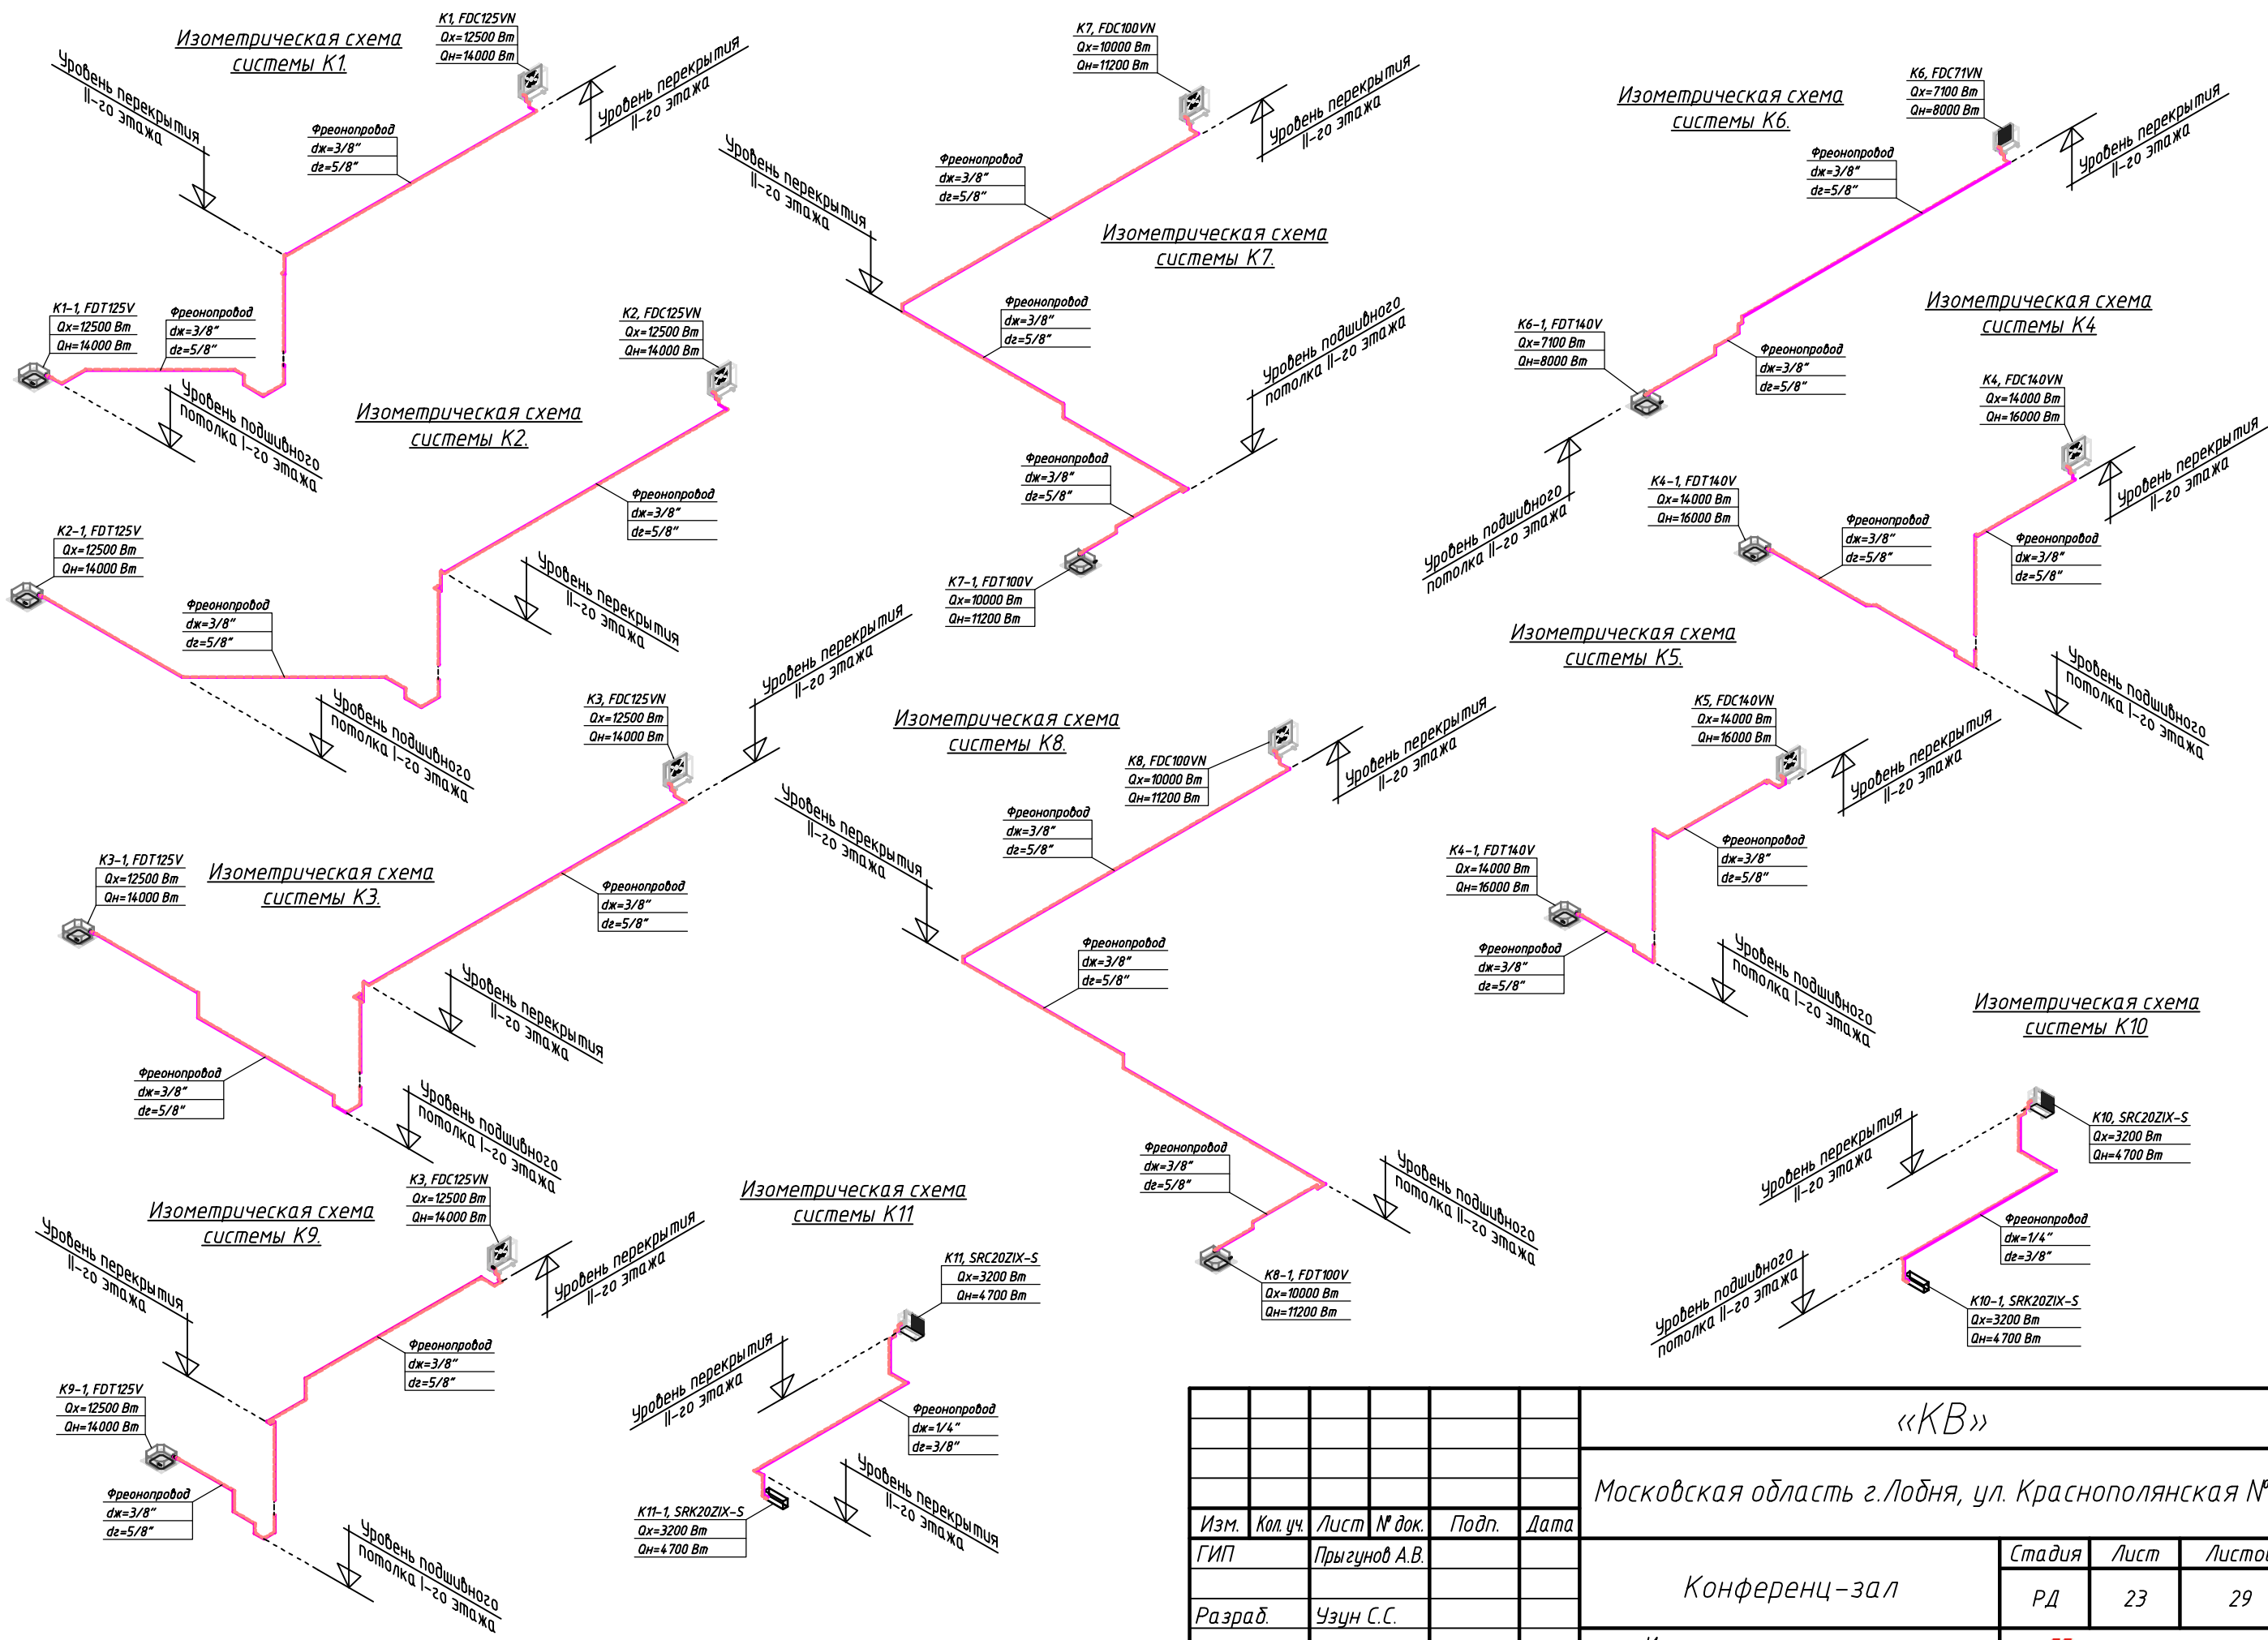 Изометрическая схема
системы К1.
К1, FDC125VN
Qх=12500 Вт
Qн=14000 Вт
Уровень перекрытия
II-го этажа
Уровень перекрытия
II-го этажа
Фреонопровод
dж=3/8"
dг=5/8"
К1-1, FDT125V
Qх=12500 Вт
Qн=14000 Вт
Фреонопровод
dж=3/8"
dг=5/8"
Уровень подшивного
потолка I-го этажа
Изометрическая схема
системы К2.
К2, FDC125VN
Qх=12500 Вт
Qн=14000 Вт
Фреонопровод
dж=3/8"
dг=5/8"
Уровень перекрытия
II-го этажа
К2-1, FDT125V
Qх=12500 Вт
Qн=14000 Вт
Фреонопровод
dж=3/8"
dг=5/8"
Уровень подшивного
потолка I-го этажа
Изометрическая схема
системы К3.
К3, FDC125VN
Qх=12500 Вт
Qн=14000 Вт
Уровень перекрытия
II-го этажа
Фреонопровод
dж=3/8"
dг=5/8"
Уровень перекрытия
II-го этажа
К3-1, FDT125V
Qх=12500 Вт
Qн=14000 Вт
Фреонопровод
dж=3/8"
dг=5/8"
Уровень подшивного
потолка I-го этажа
Изометрическая схема
системы К9.
К3, FDC125VN
Qх=12500 Вт
Qн=14000 Вт
Уровень перекрытия
II-го этажа
Уровень перекрытия
II-го этажа
Фреонопровод
dж=3/8"
dг=5/8"
К9-1, FDT125V
Qх=12500 Вт
Qн=14000 Вт
Фреонопровод
dж=3/8"
dг=5/8"
Уровень подшивного
потолка I-го этажа
К7, FDC100VN
Qх=10000 Вт
Qн=11200 Вт
Уровень перекрытия
II-го этажа
Уровень перекрытия
II-го этажа
Фреонопровод
dж=3/8"
dг=5/8"
Изометрическая схема
системы К7.
Фреонопровод
dж=3/8"
dг=5/8"
Уровень подшивного
потолка II-го этажа
Фреонопровод
dж=3/8"
dг=5/8"
К7-1, FDT100V
Qх=10000 Вт
Qн=11200 Вт
Изометрическая схема
системы К8.
К8, FDC100VN
Qх=10000 Вт
Qн=11200 Вт
Уровень перекрытия
II-го этажа
Уровень перекрытия
II-го этажа
Фреонопровод
dж=3/8"
dг=5/8"
Фреонопровод
dж=3/8"
dг=5/8"
Фреонопровод
dж=3/8"
dг=5/8"
Уровень подшивного
потолка II-го этажа
К8-1, FDT100V
Qх=10000 Вт
Qн=11200 Вт
Изометрическая схема
системы К11
К11, SRC20ZIX-S
Qх=3200 Вт
Qн=4700 Вт
Уровень перекрытия
II-го этажа
Фреонопровод
dж=1/4"
dг=3/8"
Уровень перекрытия
II-го этажа
К11-1, SRK20ZIX-S
Qх=3200 Вт
Qн=4700 Вт
Изометрическая схема
системы К6.
К6, FDC71VN
Qх=7100 Вт
Qн=8000 Вт
Уровень перекрытия
II-го этажа
Фреонопровод
dж=3/8"
dг=5/8"
К6-1, FDT140V
Qх=7100 Вт
Qн=8000 Вт
Фреонопровод
dж=3/8"
dг=5/8"
Уровень подшивного
потолка II-го этажа
Изометрическая схема
системы К4
К4, FDC140VN
Qх=14000 Вт
Qн=16000 Вт
Уровень перекрытия
II-го этажа
К4-1, FDT140V
Qх=14000 Вт
Qн=16000 Вт
Фреонопровод
dж=3/8"
dг=5/8"
Фреонопровод
dж=3/8"
dг=5/8"
Уровень подшивного
потолка I-го этажа
Изометрическая схема
системы К5.
К5, FDC140VN
Qх=14000 Вт
Qн=16000 Вт
Уровень перекрытия
II-го этажа
Фреонопровод
dж=3/8"
dг=5/8"
К4-1, FDT140V
Qх=14000 Вт
Qн=16000 Вт
Фреонопровод
dж=3/8"
dг=5/8"
Уровень подшивного
потолка I-го этажа
Изометрическая схема
системы К10
К10, SRC20ZIX-S
Qх=3200 Вт
Qн=4700 Вт
Уровень перекрытия
II-го этажа
Фреонопровод
dж=1/4"
dг=3/8"
Уровень подшивного
потолка II-го этажа
К10-1, SRK20ZIX-S
Qх=3200 Вт
Qн=4700 Вт
«КВ»
Московская область г.Лобня, ул. Краснополянская №
Изм. Кол. уч. Лист № док. Подп. Дата
ГИП Прыгунов А.В.
Конференц-зал
Стадия Лист
РД 23 29
Разраб. Узун С.С.